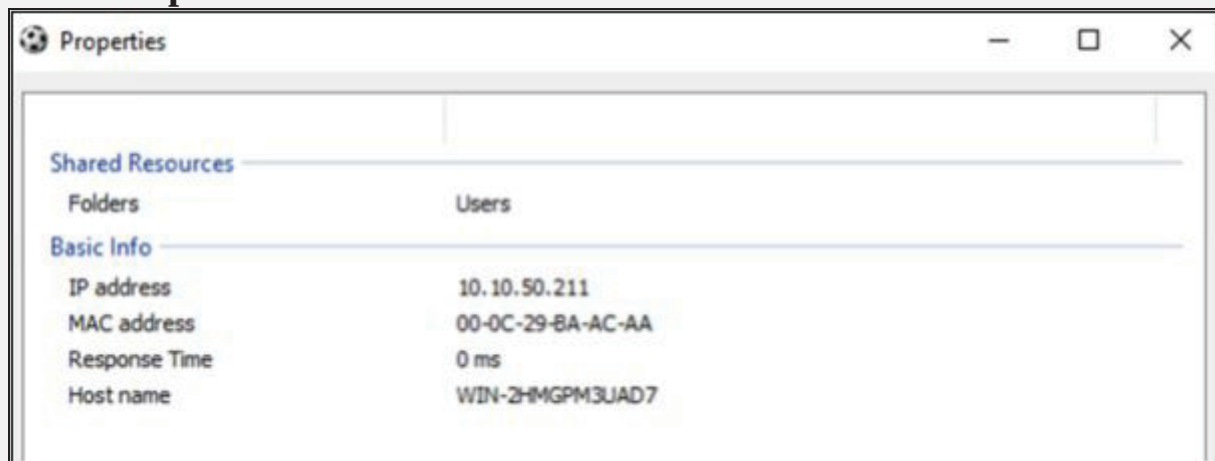 Properties
Shared Resources
Folders Users
Basic Info
IP address 10.10.50.211
MAC address 00-0C-29-BA-AC-AA
Response Time 0 ms
Host name WIN-2HMGPM3UAD7